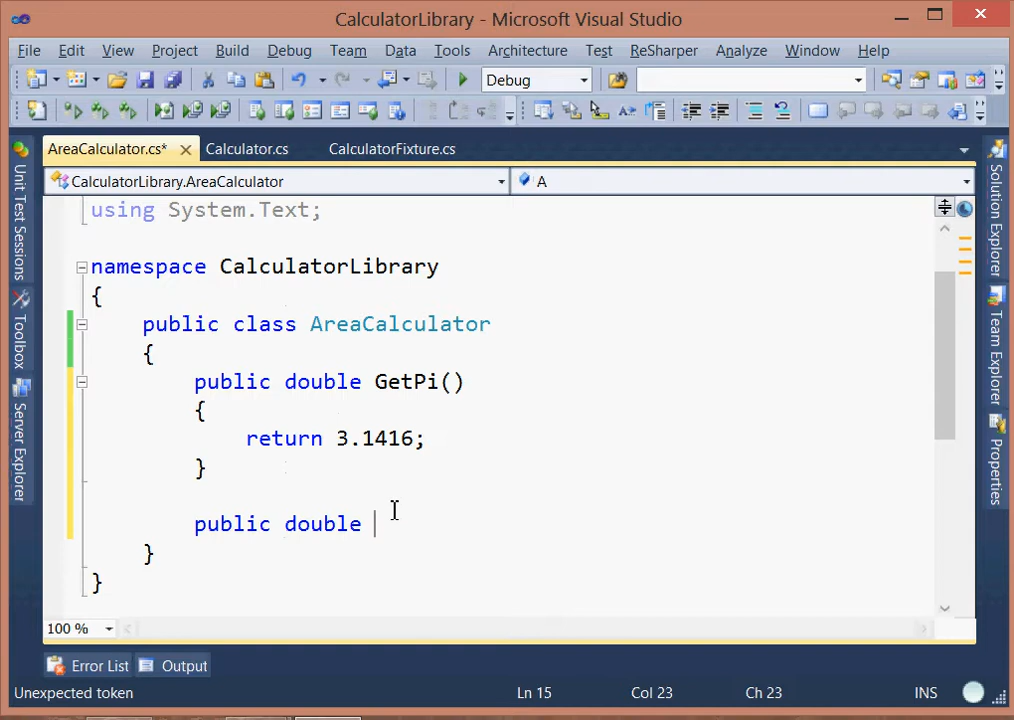 CalculatorLibrary - Microsoft Visual Studio
File Edit View Project Build Debug Team Data Tools Architecture Test ReSharper Analyze Window Help
Debug
AreaCalculator.cs* Calculator.cs CalculatorFixture.cs
CalculatorLibrary.AreaCalculator A
using System.Text;
namespace CalculatorLibrary
{
public class AreaCalculator
{
public double GetPi()
{
return 3.1416;
}
public double
}
}
100 %
Error List Output
Unexpected token Ln 15 Col 23 Ch 23 INS
Unit Test Sessions
Toolbox
Server Explorer
Solution Explorer
Team Explorer
Properties